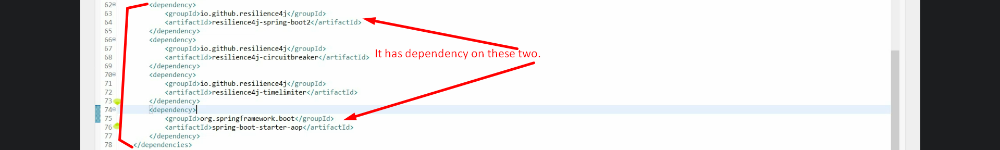 62 <dependency>
63 <groupId>io.github.resilience4j</groupId>
64 <artifactId>resilience4j-spring-boot2</artifactId>
65 </dependency>
66 <dependency>
67 <groupId>io.github.resilience4j</groupId>
68 <artifactId>resilience4j-circuitbreaker</artifactId>
It has dependency on these two.
69 </dependency>
70 <dependency>
71 <groupId>io.github.resilience4j</groupId>
72 <artifactId>resilience4j-timelimiter</artifactId>
73 </dependency>
74 <dependency>
75 <groupId>org.springframework.boot</groupId>
76 <artifactId>spring-boot-starter-aop</artifactId>
77 </dependency>
78 </dependencies>